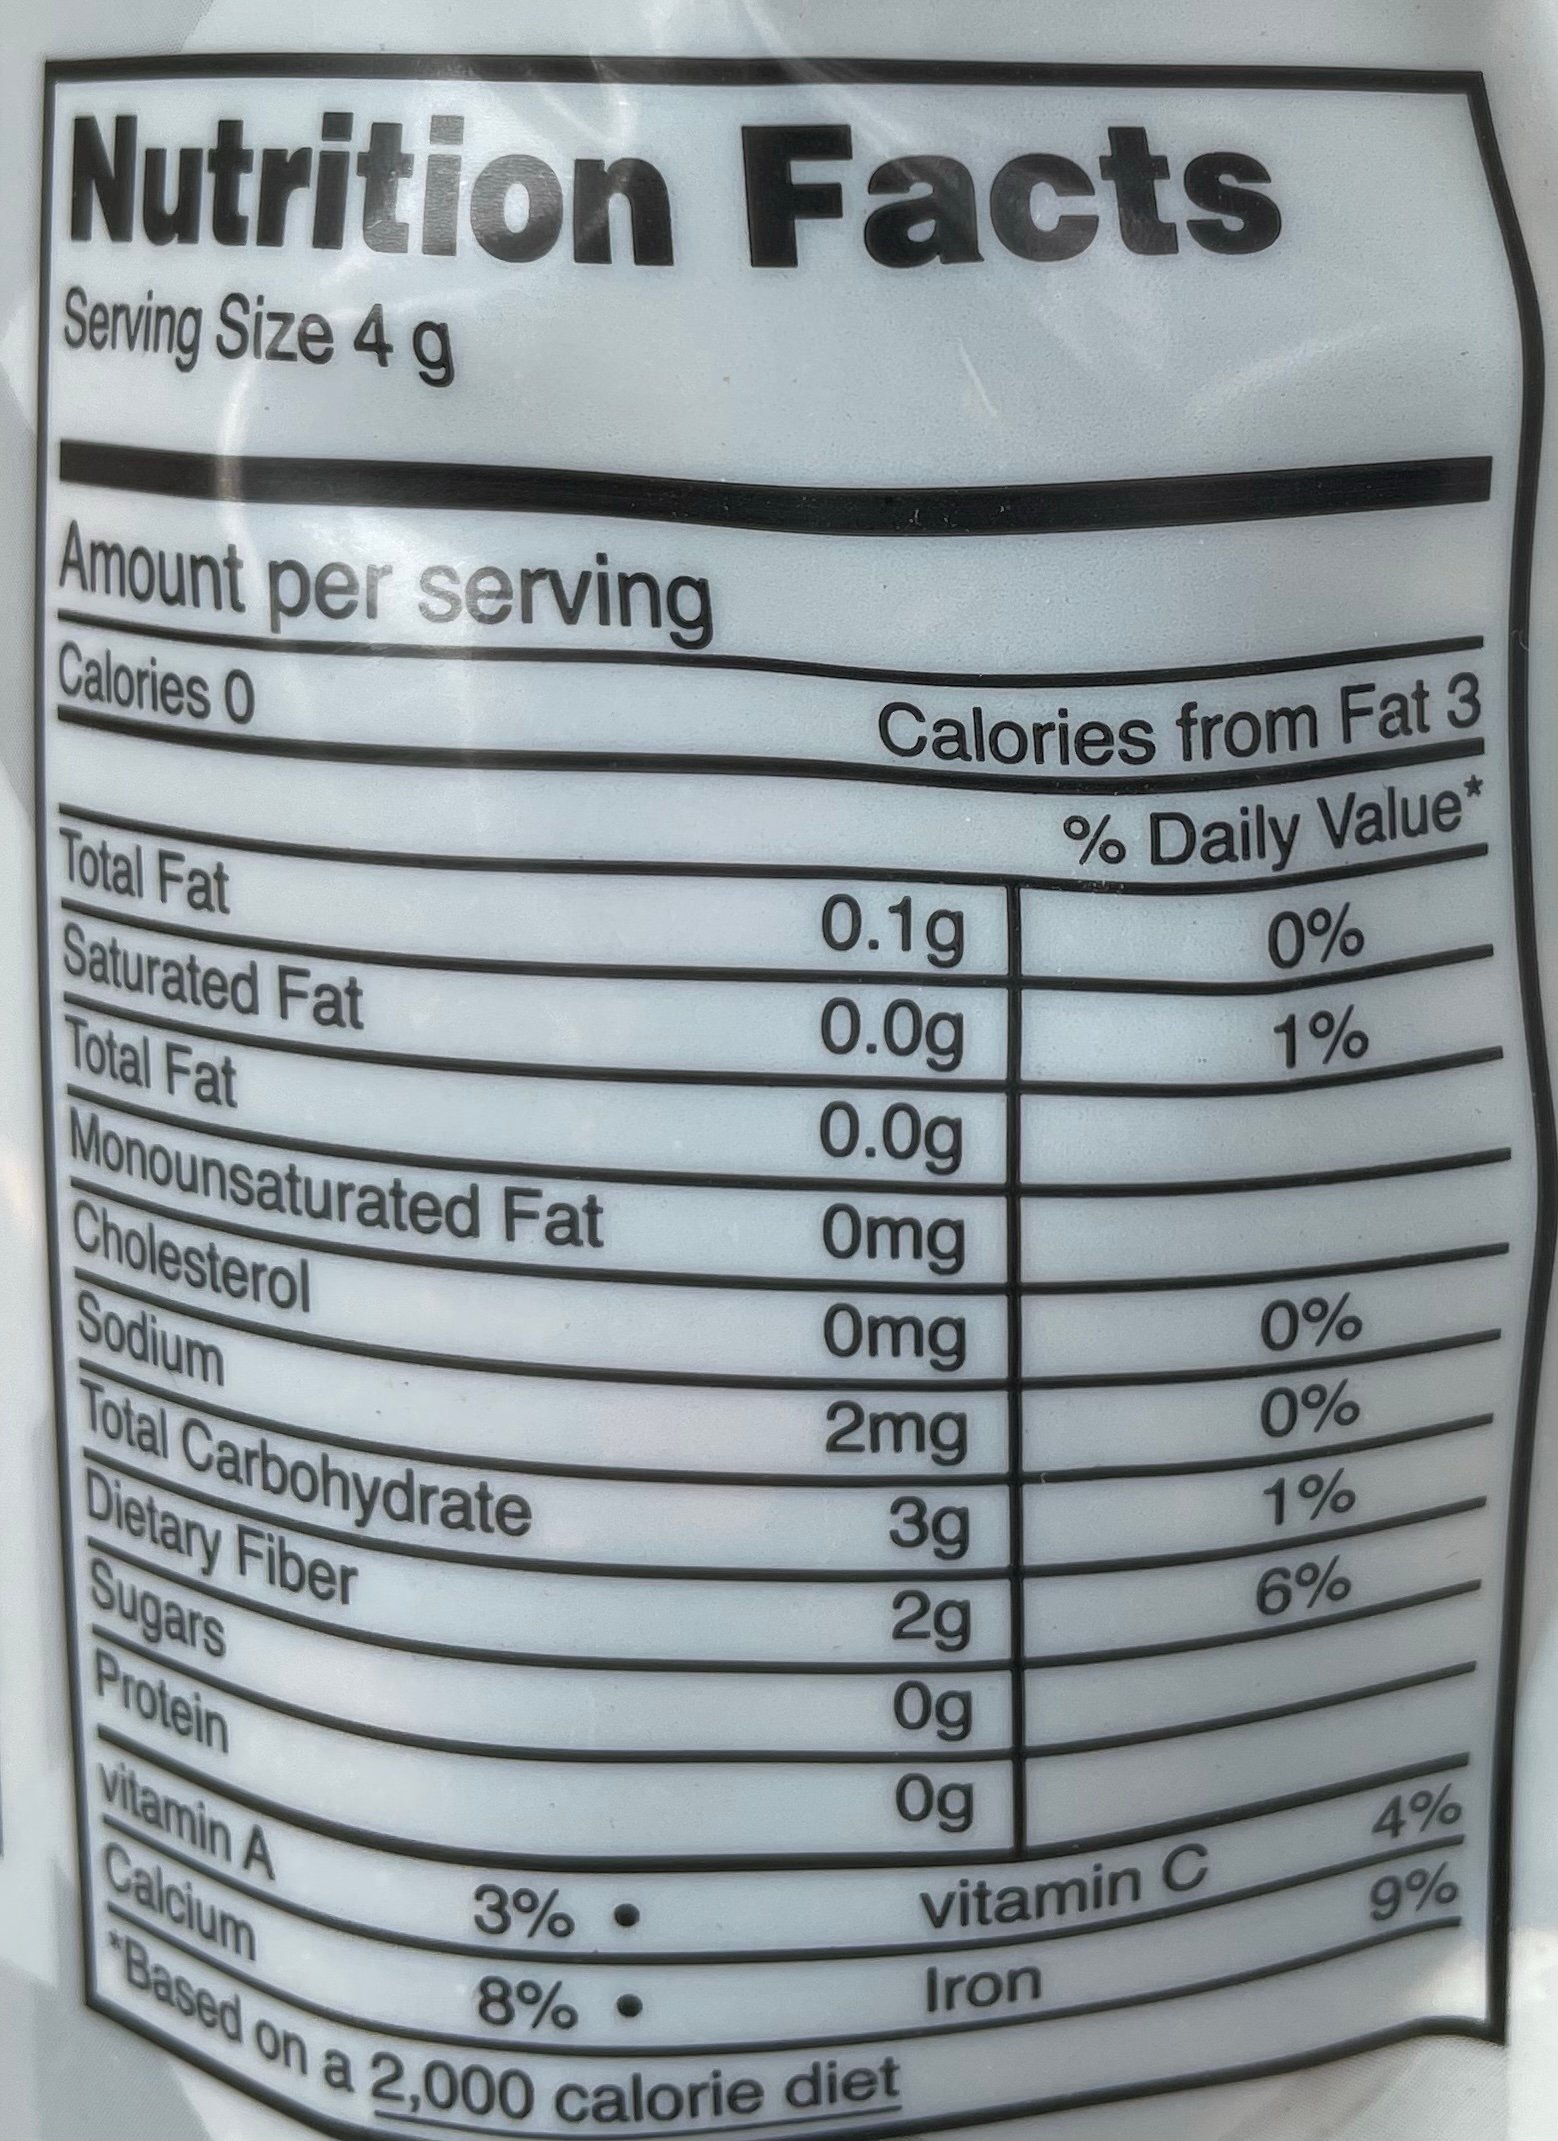 Nutrition Facts
Serving Size 4 g
Amount per serving
Calories 0 Calories from Fat 3
% Daily Value*
Total Fat 0.1g 0%
Saturated Fat 0.0g 1%
Total Fat 0.0g
Monounsaturated Fat 0mg
Cholesterol 0mg 0%
Sodium 2mg 0%
Total Carbohydrate 3g 1%
Dietary Fiber 2g 6%
Sugars 0g
Protein 0g
vitamin A 3% • vitamin C 4%
Calcium 8% • Iron 9%
*Based on a 2,000 calorie diet